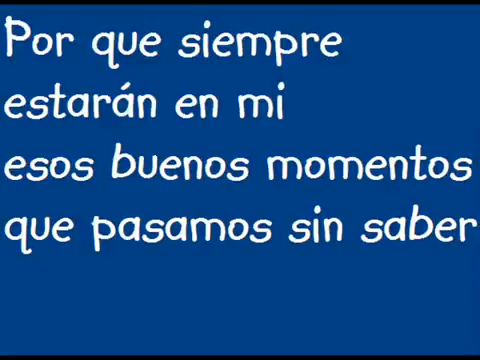 Por que siempre
estarán en mi
esos buenos momentos
que pasamos sin saber